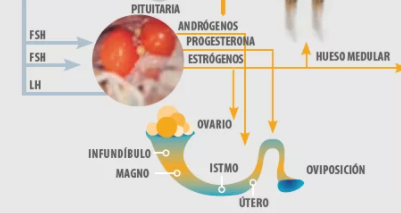 PITUITARIA
ANDRÓGENOS
FSH
PROGESTERONA
FSH
ESTRÓGENOS
HUESO MEDULAR
LH
OVARIO
INFUNDÍBULO
MAGNO
ISTMO
OVIPOSICIÓN
ÚTERO